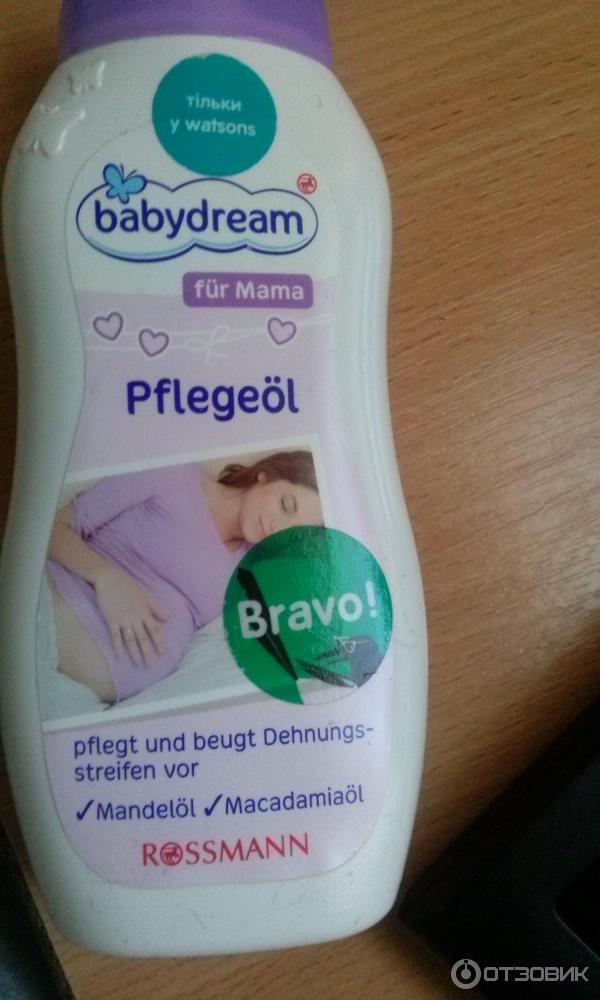 тільки
у watsons
babydream
für Mama
Pflegeöl
Bravo!
pflegt und beugt Dehnungs-
streifen vor
✓Mandelöl ✓Macadamiaöl
ROSSMANN
ОТЗОВИК